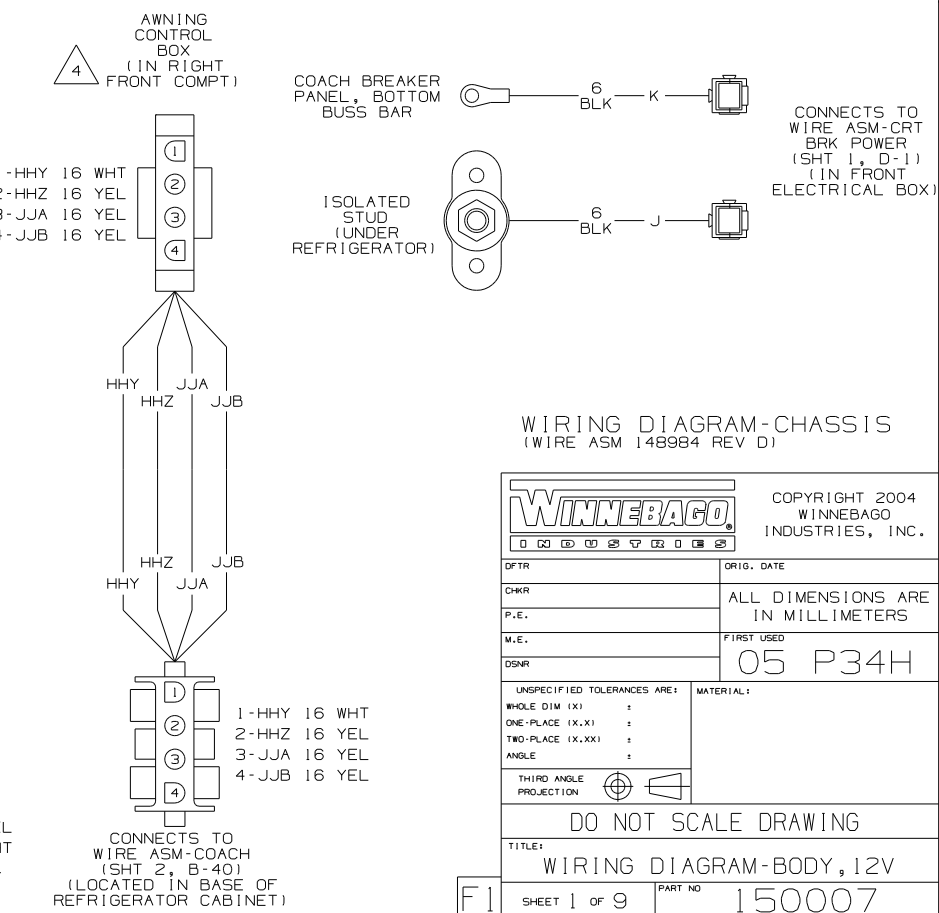 AWNING
CONTROL
BOX
(IN RIGHT
FRONT COMPT)
4
COACH BREAKER
PANEL, BOTTOM
BUSS BAR
6
BLK
K
CONNECTS TO
WIRE ASM-CRT
BRK POWER
(SHT 1, D-1)
(IN FRONT
ELECTRICAL BOX)
ISOLATED
STUD
(UNDER
REFRIGERATOR)
6
BLK
J
-HHY 16 WHT
-HHZ 16 YEL
-JJA 16 YEL
-JJB 16 YEL
1
2
3
4
HHY
JJA
HHZ
JJB
HHZ
JJB
HHY
JJA
1
2
3
4
1-HHY 16 WHT
2-HHZ 16 YEL
3-JJA 16 YEL
4-JJB 16 YEL
CONNECTS TO
WIRE ASM-COACH
(SHT 2, B-40)
(LOCATED IN BASE OF
REFRIGERATOR CABINET)
WIRING DIAGRAM-CHASSIS
(WIRE ASM 148984 REV D)
WINNEBAGO®
INDUSTRIES
COPYRIGHT 2004
WINNEBAGO
INDUSTRIES, INC.
DFTR
ORIG. DATE
CHKR
ALL DIMENSIONS ARE
IN MILLIMETERS
P.E.
M.E.
FIRST USED
05 P34H
DSNR
UNSPECIFIED TOLERANCES ARE:
MATERIAL:
WHOLE DIM (X) ±
ONE-PLACE (X.X) ±
TWO-PLACE (X.XX) ±
ANGLE ±
THIRD ANGLE
PROJECTION
DO NOT SCALE DRAWING
TITLE:
WIRING DIAGRAM-BODY, 12V
F1
SHEET 1 OF 9
PART NO
150007